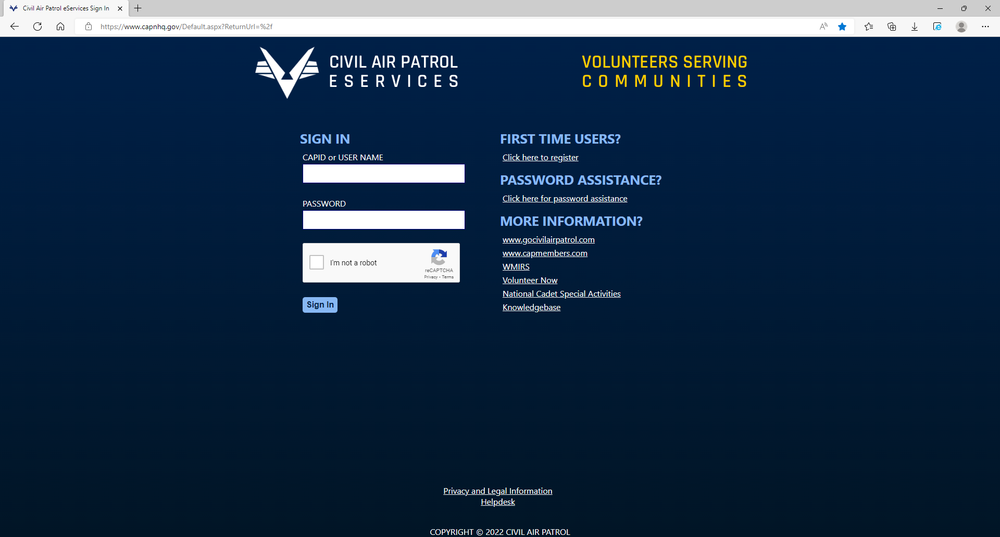 Civil Air Patrol eServices Sign In
https://www.capnhq.gov/Default.aspx?ReturnUrl=%2f
CIVIL AIR PATROL
ESERVICES
VOLUNTEERS SERVING
COMMUNITIES
SIGN IN
CAPID or USER NAME
PASSWORD
I'm not a robot
reCAPTCHA
Privacy - Terms
Sign In
FIRST TIME USERS?
Click here to register
PASSWORD ASSISTANCE?
Click here for password assistance
MORE INFORMATION?
www.gocivilairpatrol.com
www.capmembers.com
WMIRS
Volunteer Now
National Cadet Special Activities
Knowledgebase
Privacy and Legal Information
Helpdesk
COPYRIGHT © 2022 CIVIL AIR PATROL